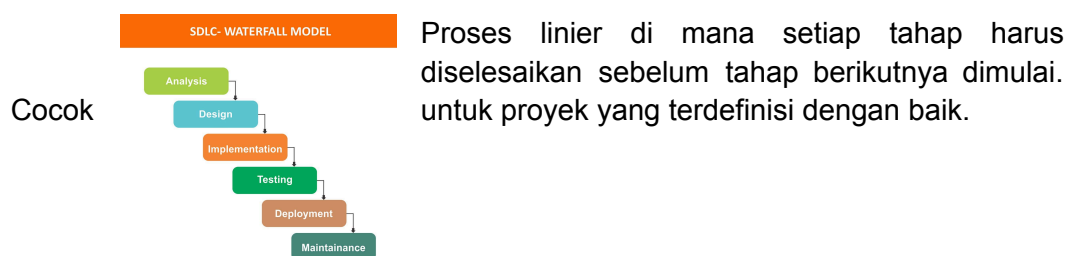 SDLC- WATERFALL MODEL
Analysis
Design
Implementation
Testing
Deployment
Maintainance
Proses linier di mana setiap tahap harus
diselesaikan sebelum tahap berikutnya dimulai.
Cocok untuk proyek yang terdefinisi dengan baik.